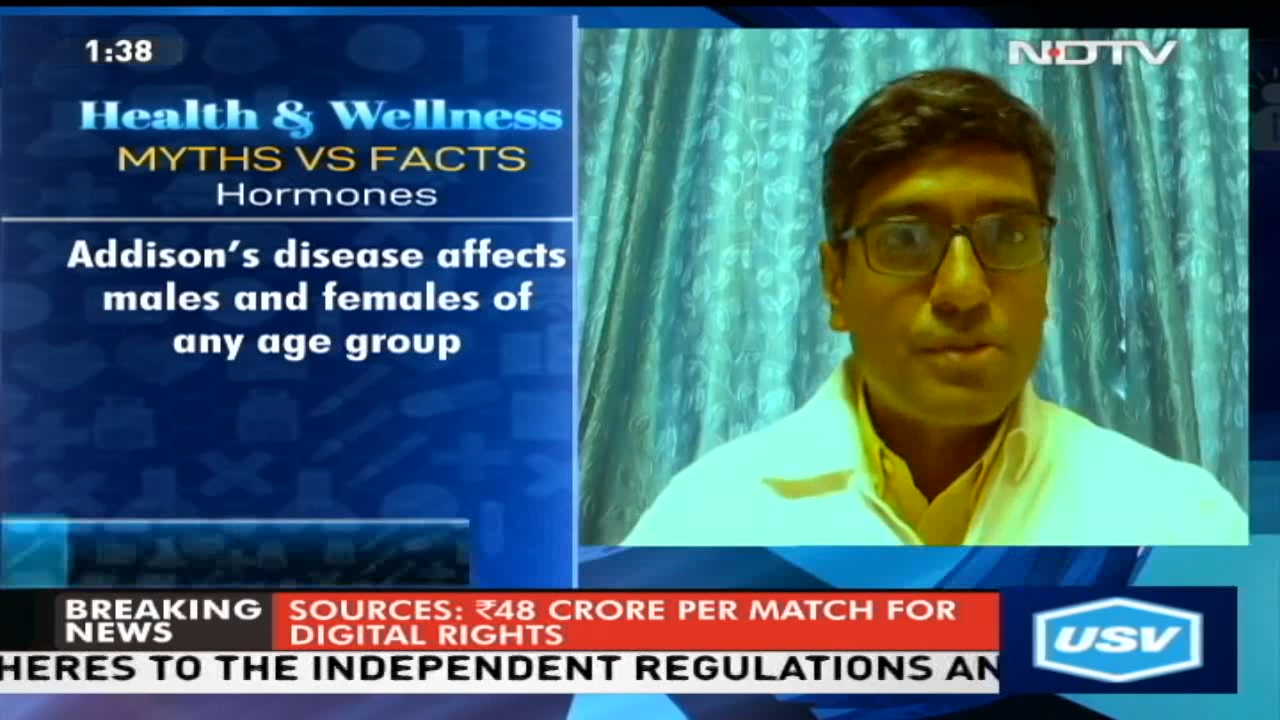 1:38
NDTV
Health & Wellness
MYTHS VS FACTS
Hormones
Addison’s disease affects
males and females of
any age group
BREAKING
NEWS
SOURCES: ₹48 CRORE PER MATCH FOR
DIGITAL RIGHTS
USV
HERES TO THE INDEPENDENT REGULATIONS AN